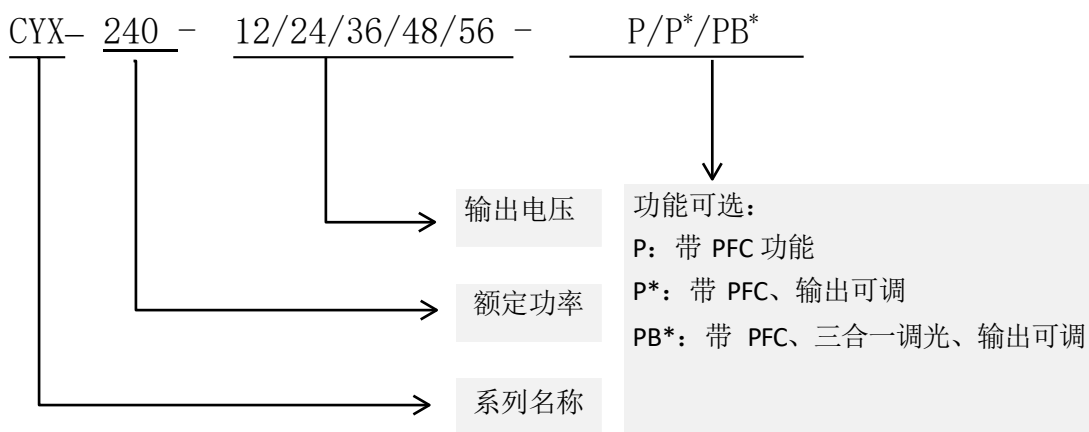 CYX- 240 - 12/24/36/48/56 - P/P*/PB*
输出电压
功能可选：
P：带 PFC 功能
额定功率
P*：带 PFC、输出可调
PB*：带 PFC、三合一调光、输出可调
系列名称